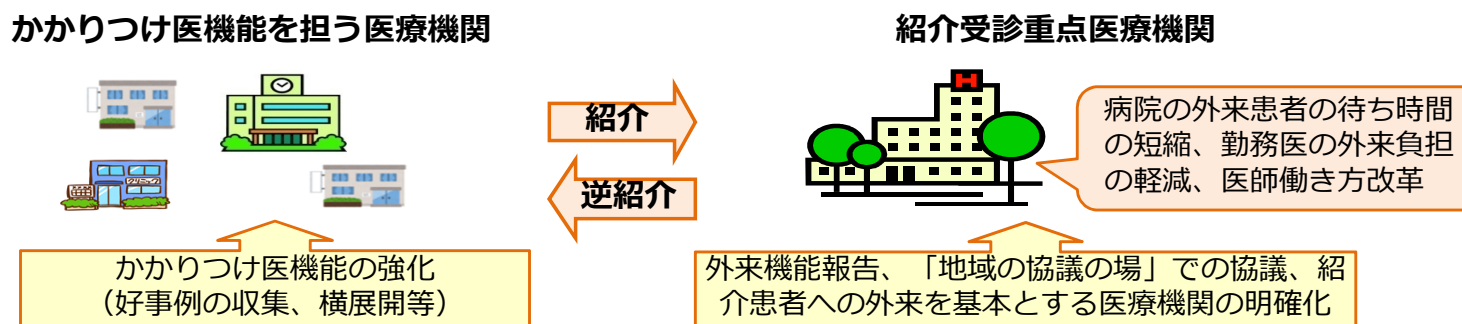 かかりつけ医機能を担う医療機関
紹介受診重点医療機関
紹介
逆紹介
H
クリニック
病院の外来患者の待ち時間
の短縮、勤務医の外来負担
の軽減、医師働き方改革
かかりつけ医機能の強化
（好事例の収集、横展開等）
外来機能報告、「地域の協議の場」での協議、紹
介患者への外来を基本とする医療機関の明確化